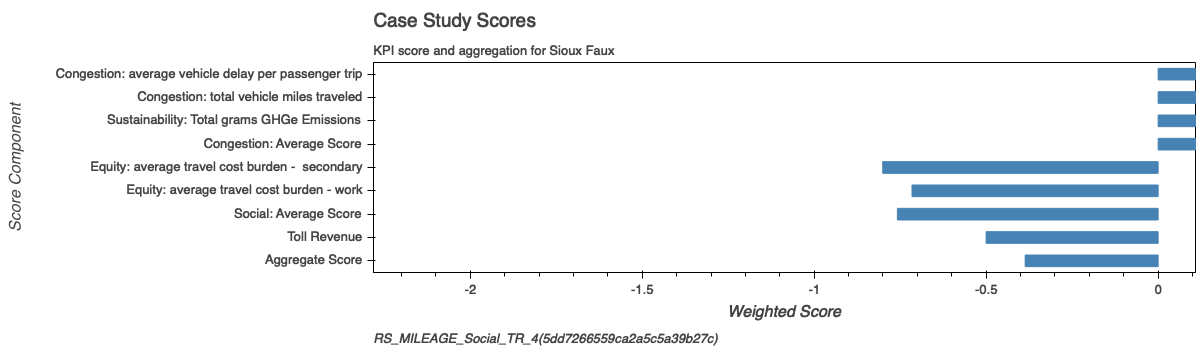 Case Study Scores
KPI score and aggregation for Sioux Faux
Congestion: average vehicle delay per passenger trip
Congestion: total vehicle miles traveled
Sustainability: Total grams GHGe Emissions
Congestion: Average Score
Equity: average travel cost burden -  secondary
Equity: average travel cost burden - work
Social: Average Score
Toll Revenue
Aggregate Score
Score Component
-2 -1.5 -1 -0.5 0
Weighted Score
RS_MILEAGE_Social_TR_4(5dd7266559ca2a5c5a39b27c)